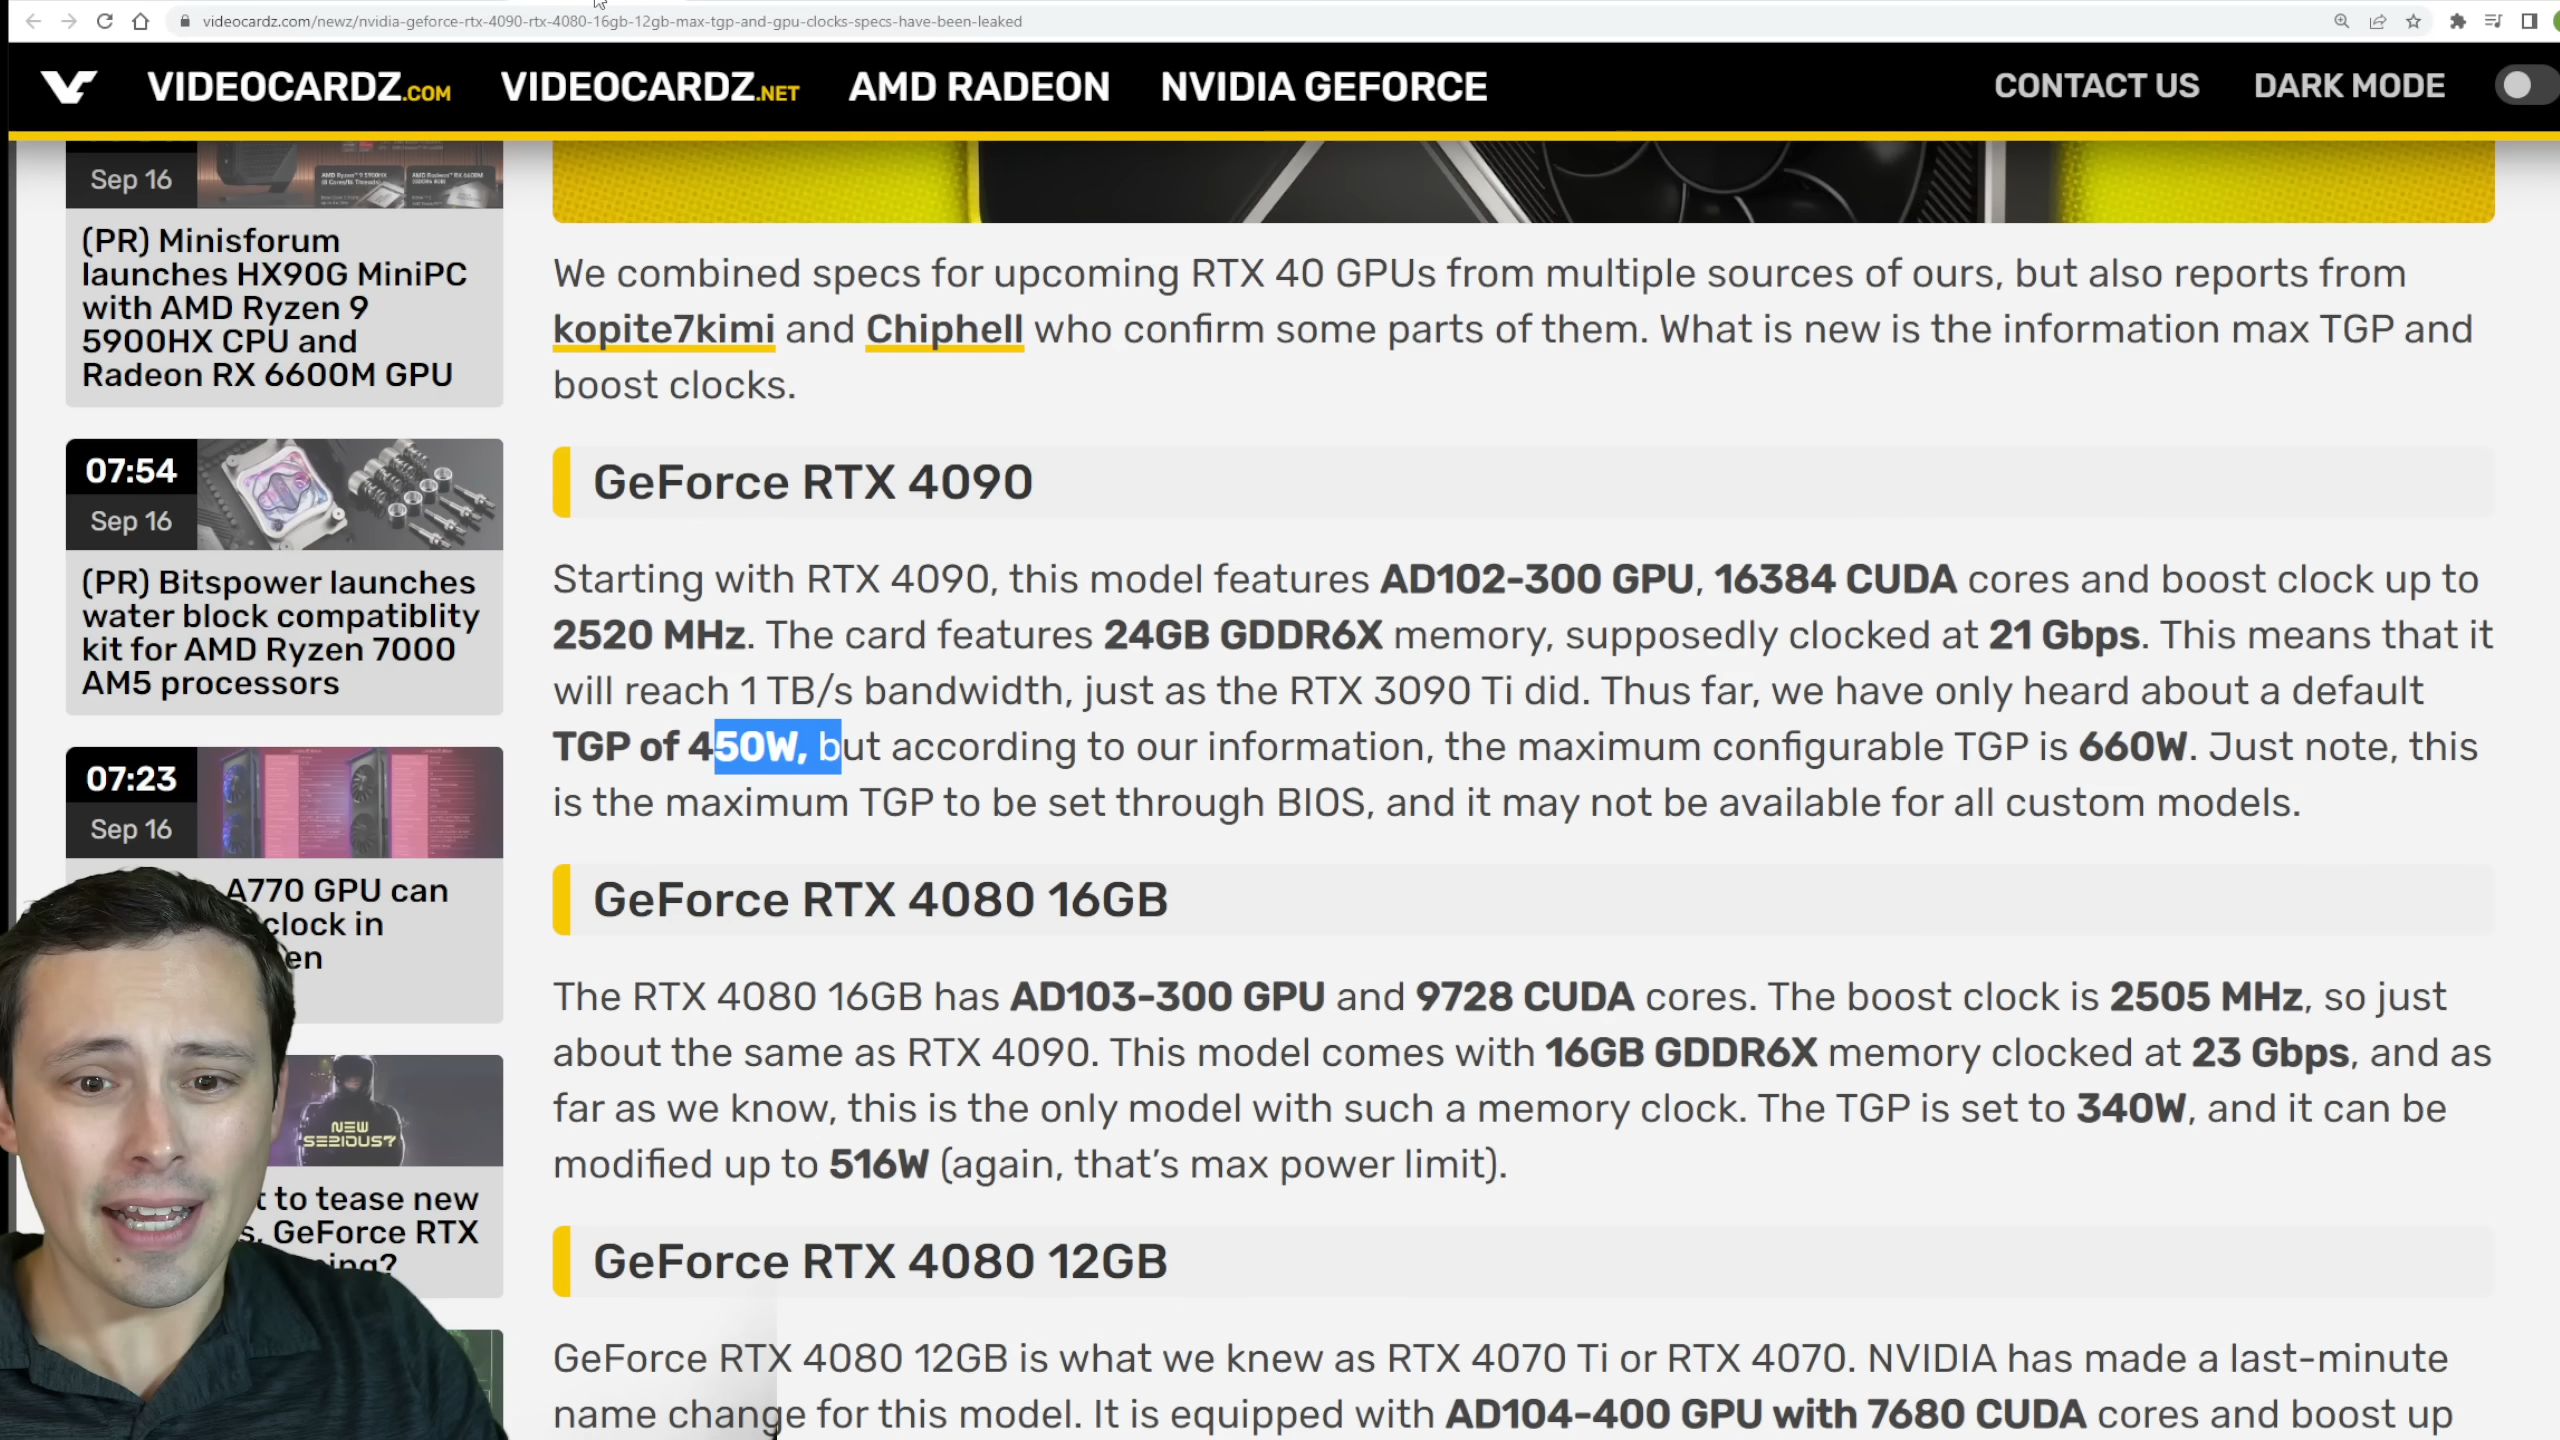 videocardz.com/newz/nvidia-geforce-rtx-4090-rtx-4080-16gb-12gb-max-tgp-and-gpu-clocks-specs-have-been-leaked
VIDEOCARDZ.COM VIDEOCARDZ.NET AMD RADEON NVIDIA GEFORCE CONTACT US DARK MODE
Sep 16
(PR) Minisforum
launches HX90G MiniPC
with AMD Ryzen 9
5900HX CPU and
Radeon RX 6600M GPU
07:54
Sep 16
(PR) Bitspower launches
water block compatiblity
kit for AMD Ryzen 7000
AM5 processors
07:23
Sep 16
A770 GPU can
clock in
en
NEW
t to tease new
s, GeForce RTX
ing?
We combined specs for upcoming RTX 40 GPUs from multiple sources of ours, but also reports from
kopite7kimi and Chiphell who confirm some parts of them. What is new is the information max TGP and
boost clocks.
GeForce RTX 4090
Starting with RTX 4090, this model features AD102-300 GPU, 16384 CUDA cores and boost clock up to
2520 MHz. The card features 24GB GDDR6X memory, supposedly clocked at 21 Gbps. This means that it
will reach 1 TB/s bandwidth, just as the RTX 3090 Ti did. Thus far, we have only heard about a default
TGP of 450W, but according to our information, the maximum configurable TGP is 660W. Just note, this
is the maximum TGP to be set through BIOS, and it may not be available for all custom models.
GeForce RTX 4080 16GB
The RTX 4080 16GB has AD103-300 GPU and 9728 CUDA cores. The boost clock is 2505 MHz, so just
about the same as RTX 4090. This model comes with 16GB GDDR6X memory clocked at 23 Gbps, and as
far as we know, this is the only model with such a memory clock. The TGP is set to 340W, and it can be
modified up to 516W (again, that's max power limit).
GeForce RTX 4080 12GB
GeForce RTX 4080 12GB is what we knew as RTX 4070 Ti or RTX 4070. NVIDIA has made a last-minute
name change for this model. It is equipped with AD104-400 GPU with 7680 CUDA cores and boost up